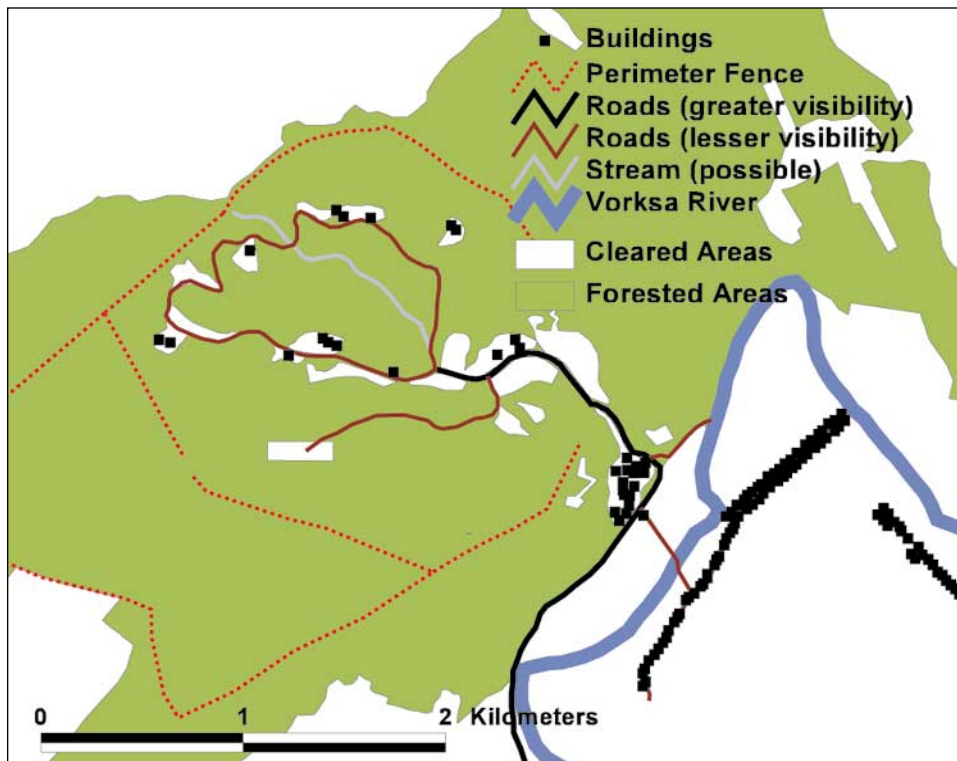 Buildings
Perimeter Fence
Roads (greater visibility)
Roads (lesser visibility)
Stream (possible)
Vorksa River
Cleared Areas
Forested Areas
0 1 2 Kilometers